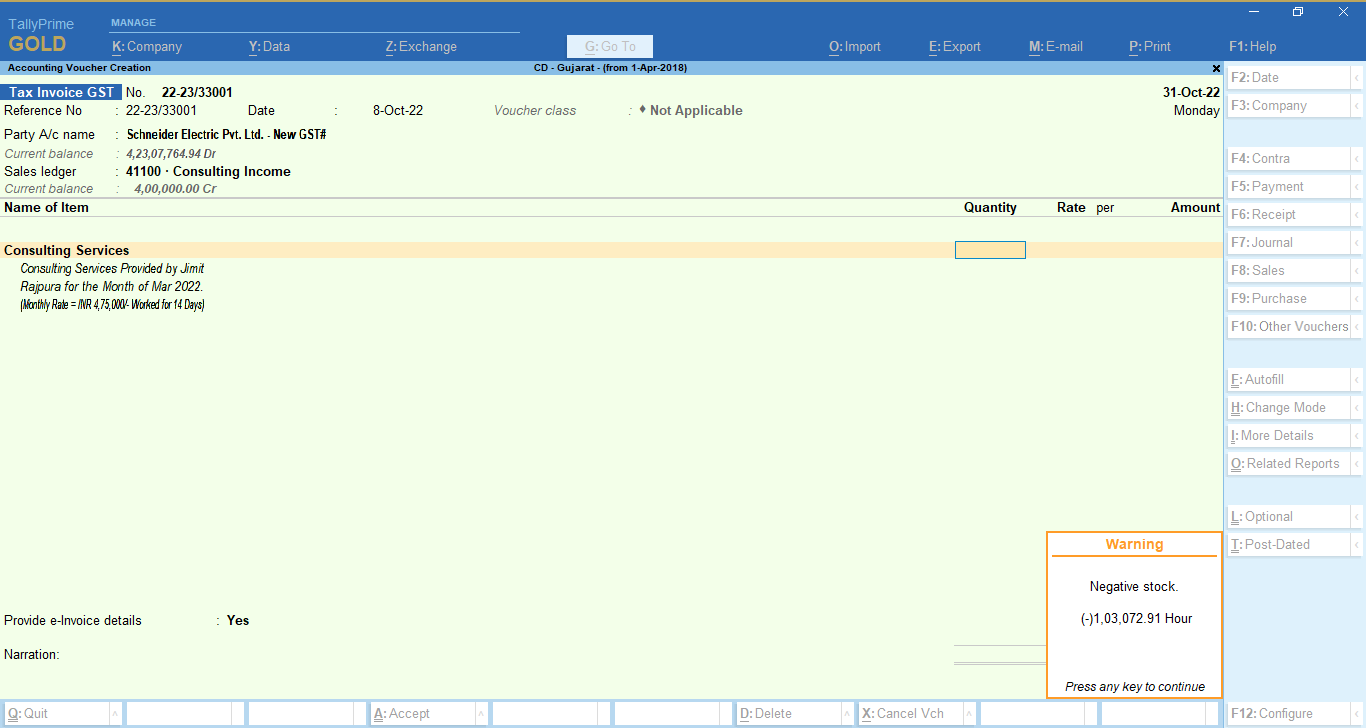 TallyPrime
GOLD
MANAGE
K: Company Y: Data Z: Exchange G: Go To O: Import E: Export M: E-mail P: Print F1: Help
Accounting Voucher Creation CD - Gujarat - (from 1-Apr-2018)
Tax Invoice GST No. 22-23/33001 31-Oct-22
Reference No : 22-23/33001 Date : 8-Oct-22 Voucher class : ♦ Not Applicable Monday
Party A/c name : Schneider Electric Pvt. Ltd. - New GST#
Current balance : 4,23,07,764.94 Dr
Sales ledger : 41100 · Consulting Income
Current balance : 4,00,000.00 Cr
Name of Item Quantity Rate per Amount
Consulting Services
Consulting Services Provided by Jimit
Rajpura for the Month of Mar 2022.
(Monthly Rate = INR 4,75,000/- Worked for 14 Days)
Provide e-Invoice details : Yes
Narration:
Warning
Negative stock.
(-)1,03,072.91 Hour
Press any key to continue
F2: Date
F3: Company
F4: Contra
F5: Payment
F6: Receipt
F7: Journal
F8: Sales
F9: Purchase
F10: Other Vouchers
F: Autofill
H: Change Mode
I: More Details
O: Related Reports
L: Optional
T: Post-Dated
Q: Quit A: Accept D: Delete X: Cancel Vch F12: Configure